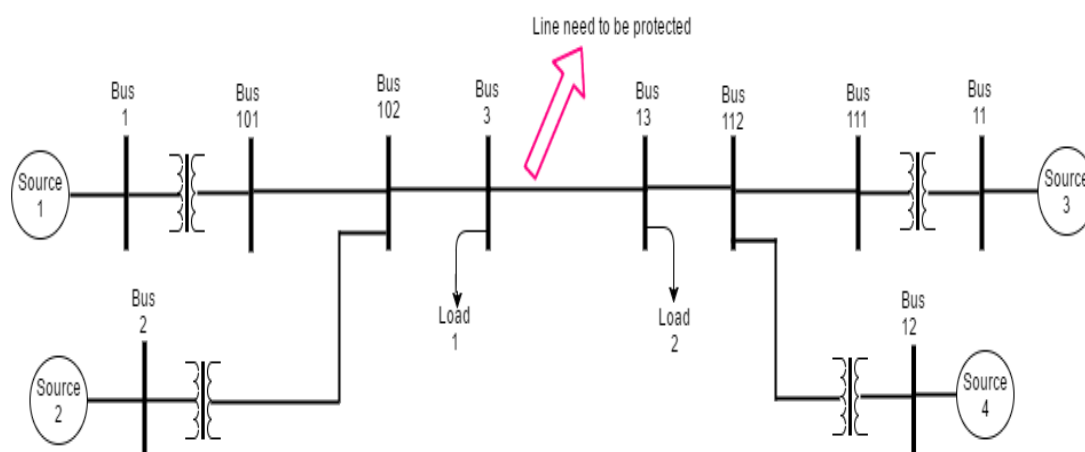 Line need to be protected
Bus
1
Bus
101
Bus
102
Bus
3
Bus
13
Bus
112
Bus
111
Bus
11
Source
1
Source
3
Bus
2
Load
1
Load
2
Bus
12
Source
2
Source
4